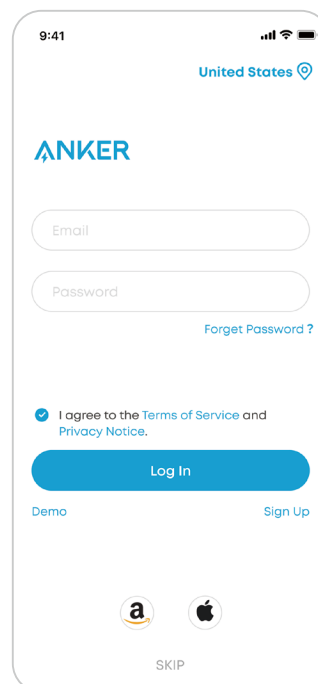 9:41
United States
ANKER
Email
Password
Forget Password ?
I agree to the Terms of Service and
Privacy Notice.
Log In
Demo
Sign Up
a
SKIP